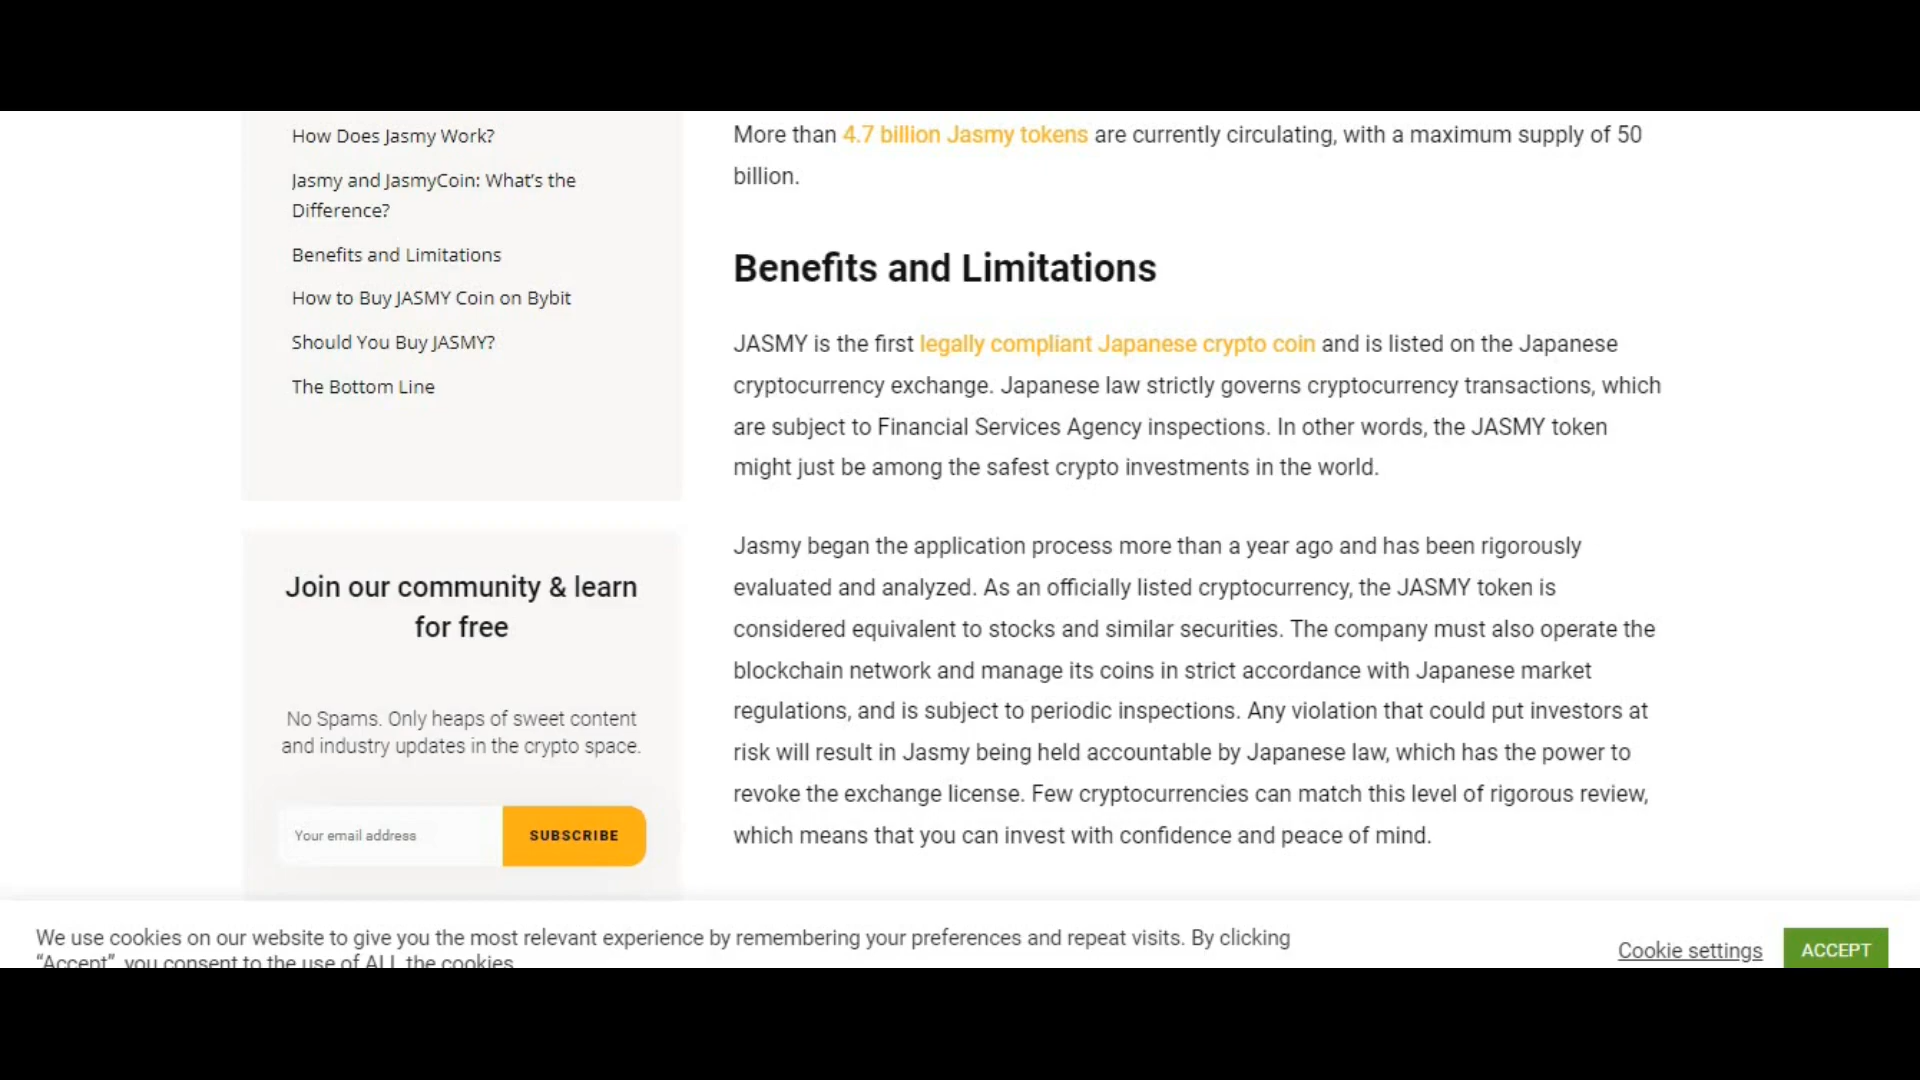 How Does Jasmy Work?
Jasmy and JasmyCoin: What's the
Difference?
Benefits and Limitations
How to Buy JASMY Coin on Bybit
Should You Buy JASMY?
The Bottom Line
Join our community & learn
for free
No Spams. Only heaps of sweet content
and industry updates in the crypto space.
Your email address
SUBSCRIBE
More than 4.7 billion Jasmy tokens are currently circulating, with a maximum supply of 50
billion.
Benefits and Limitations
JASMY is the first legally compliant Japanese crypto coin and is listed on the Japanese
cryptocurrency exchange. Japanese law strictly governs cryptocurrency transactions, which
are subject to Financial Services Agency inspections. In other words, the JASMY token
might just be among the safest crypto investments in the world.
Jasmy began the application process more than a year ago and has been rigorously
evaluated and analyzed. As an officially listed cryptocurrency, the JASMY token is
considered equivalent to stocks and similar securities. The company must also operate the
blockchain network and manage its coins in strict accordance with Japanese market
regulations, and is subject to periodic inspections. Any violation that could put investors at
risk will result in Jasmy being held accountable by Japanese law, which has the power to
revoke the exchange license. Few cryptocurrencies can match this level of rigorous review,
which means that you can invest with confidence and peace of mind.
We use cookies on our website to give you the most relevant experience by remembering your preferences and repeat visits. By clicking
“Accept”, you consent to the use of ALL the cookies.
Cookie settings
ACCEPT